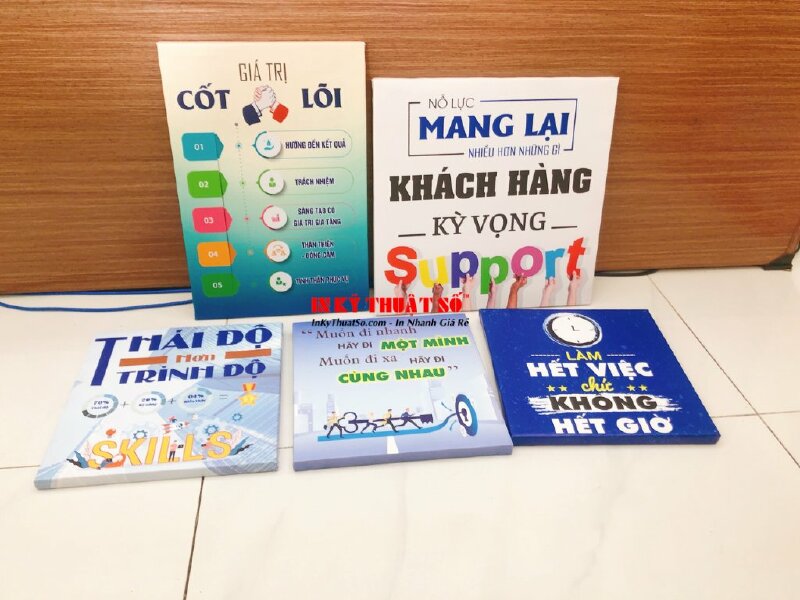 GIÁ TRỊ
CỐT LÕI
01 HƯỚNG ĐẾN KẾT QUẢ
02 TRÁCH NHIỆM
03 SÁNG TẠO CÓ
GIÁ TRỊ GIA TĂNG
04 THÂN THIỆN
- ĐỒNG CẢM
05 TINH THẦN PHỤC VỤ
NỖ LỰC
MANG LẠI
NHIỀU HƠN NHỮNG GÌ
KHÁCH HÀNG
KỲ VỌNG
Support
IN KỸ THUẬT SỐ
InKyThuatSo.com - In Nhanh Giá Rẻ
THÁI ĐỘ
Hơn
TRÌNH ĐỘ
SKILLS
"Muốn đi nhanh
HÃY ĐI MỘT MÌNH
Muốn đi xa HÃY ĐI
CÙNG NHAU"
LÀM
HẾT VIỆC
chứ
KHÔNG
HẾT GIỜ